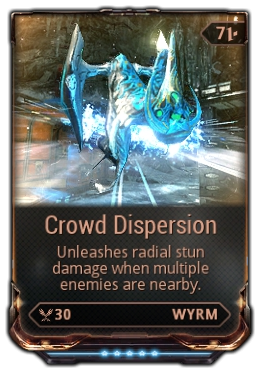 71
Crowd Dispersion
Unleashes radial stun
damage when multiple
enemies are nearby.
30 WYRM